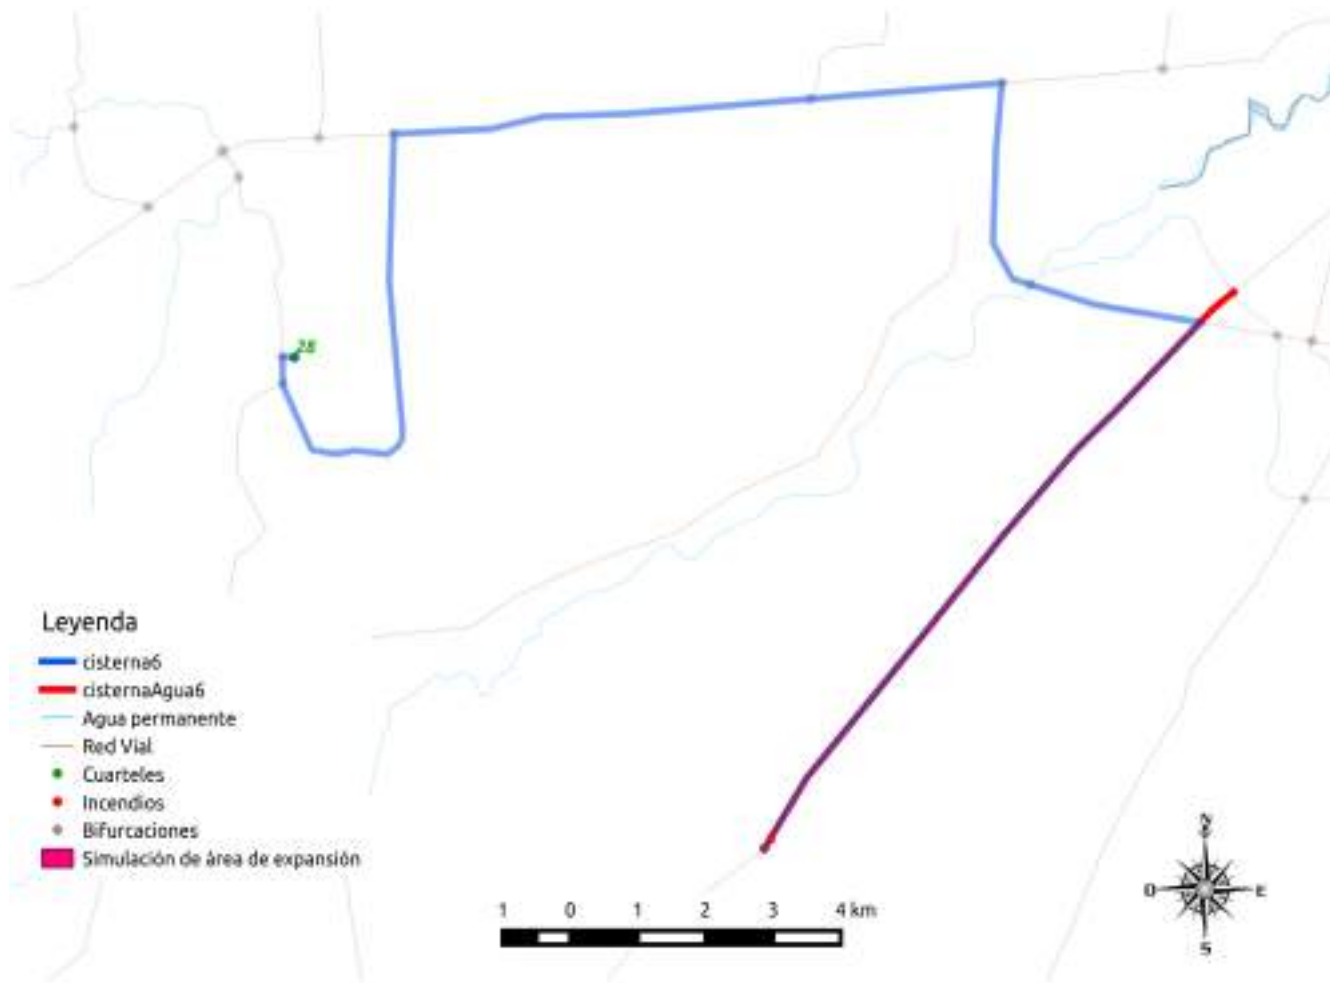 28
Leyenda
cisterna6
cisternaAgua6
Agua permanente
Red Vial
Cuarteles
Incendios
Bifurcaciones
Simulación de área de expansión
1 0 1 2 3 4 km
N
O E
S